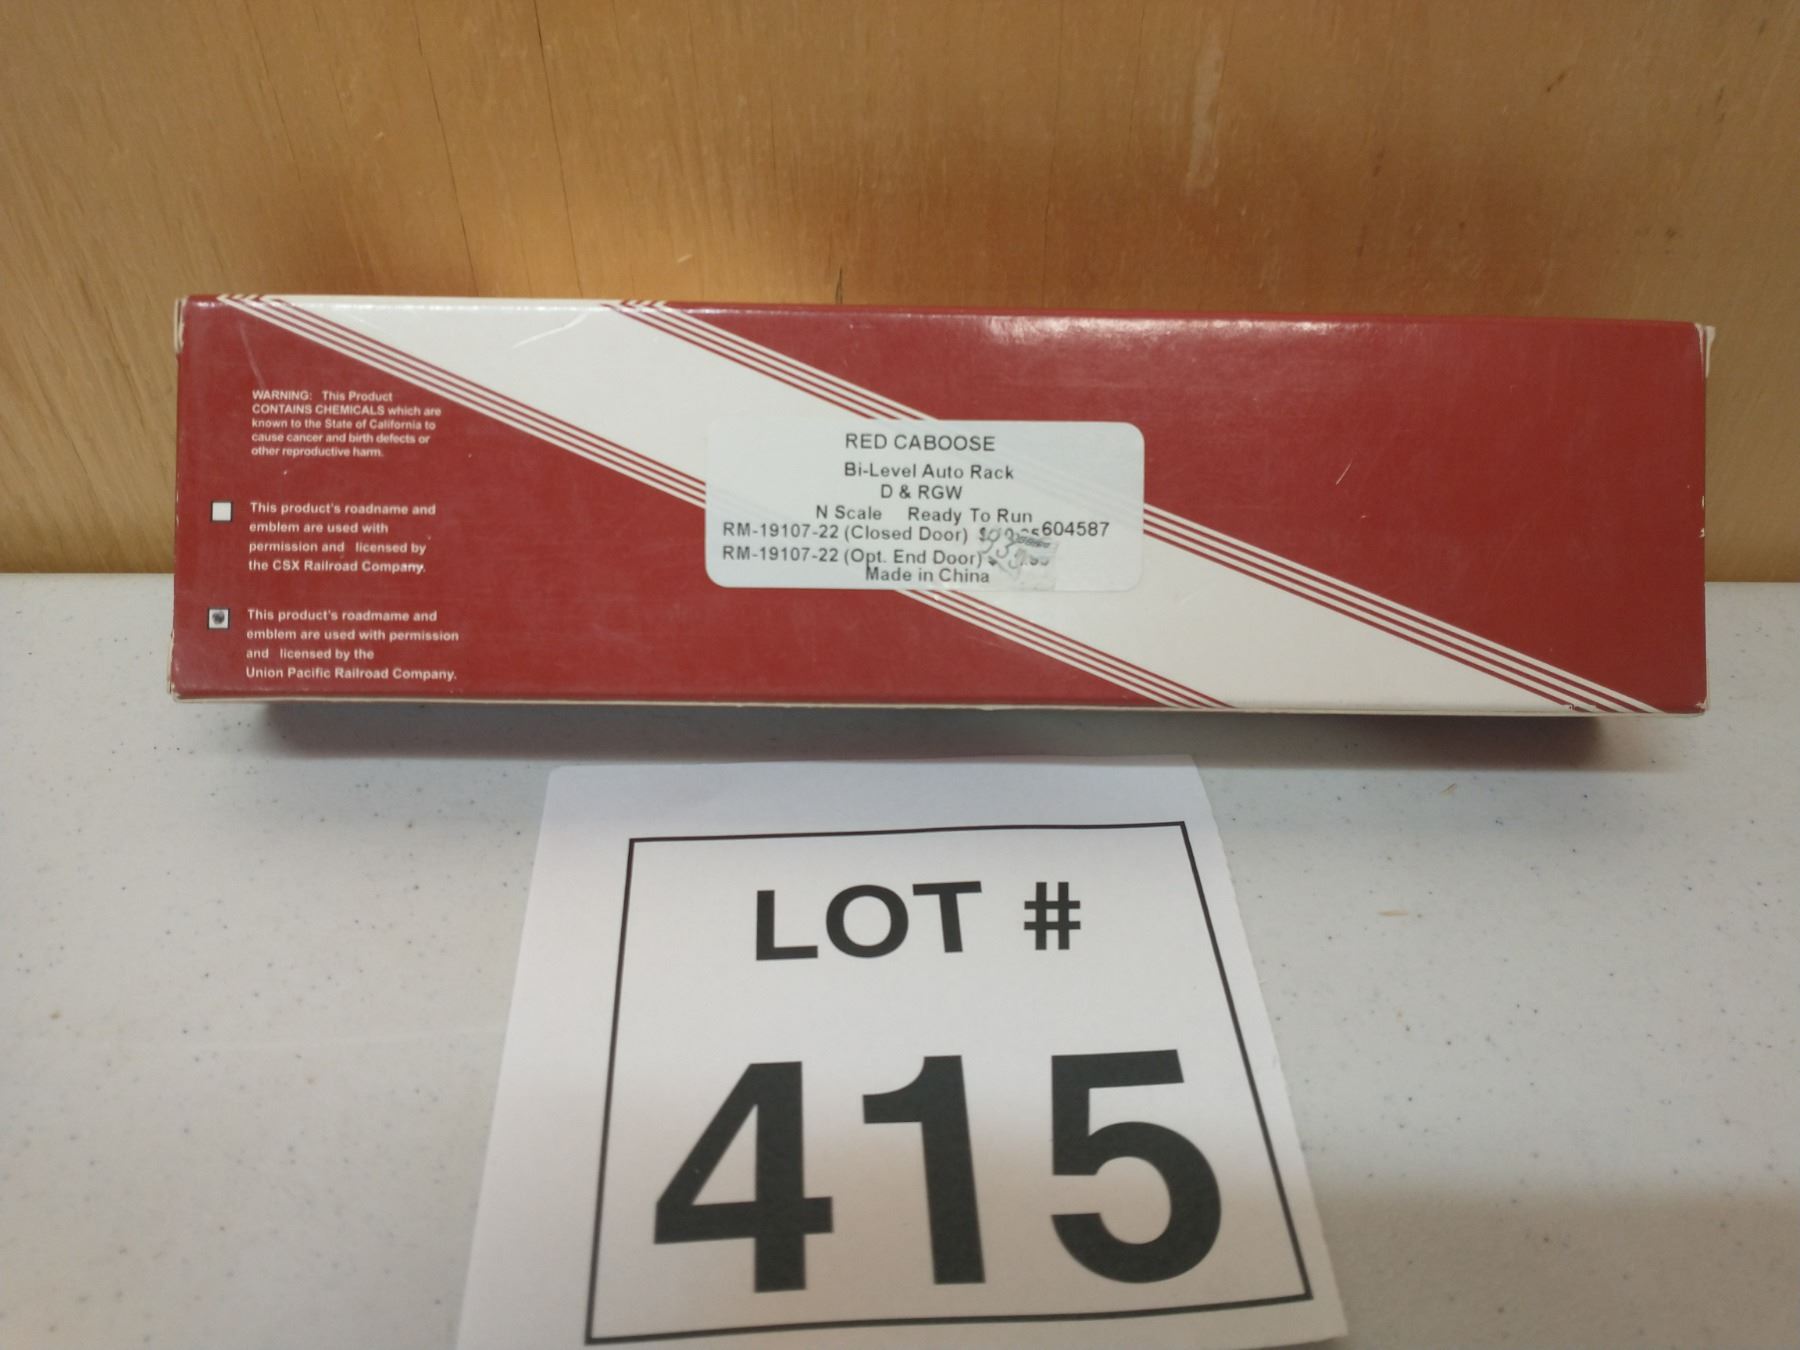 WARNING: This Product
CONTAINS CHEMICALS which are
known to the State of California to
cause cancer and birth defects or
other reproductive harm.
This product's roadname and
emblem are used with
permission and licensed by
the CSX Railroad Company.
This product's roadmame and
emblem are used with permission
and licensed by the
Union Pacific Railroad Company.
RED CABOOSE
Bi-Level Auto Rack
D & RGW
N Scale Ready To Run
RM-19107-22 (Closed Door) 604587
RM-19107-22 (Opt. End Door)
Made in China
LOT #
415